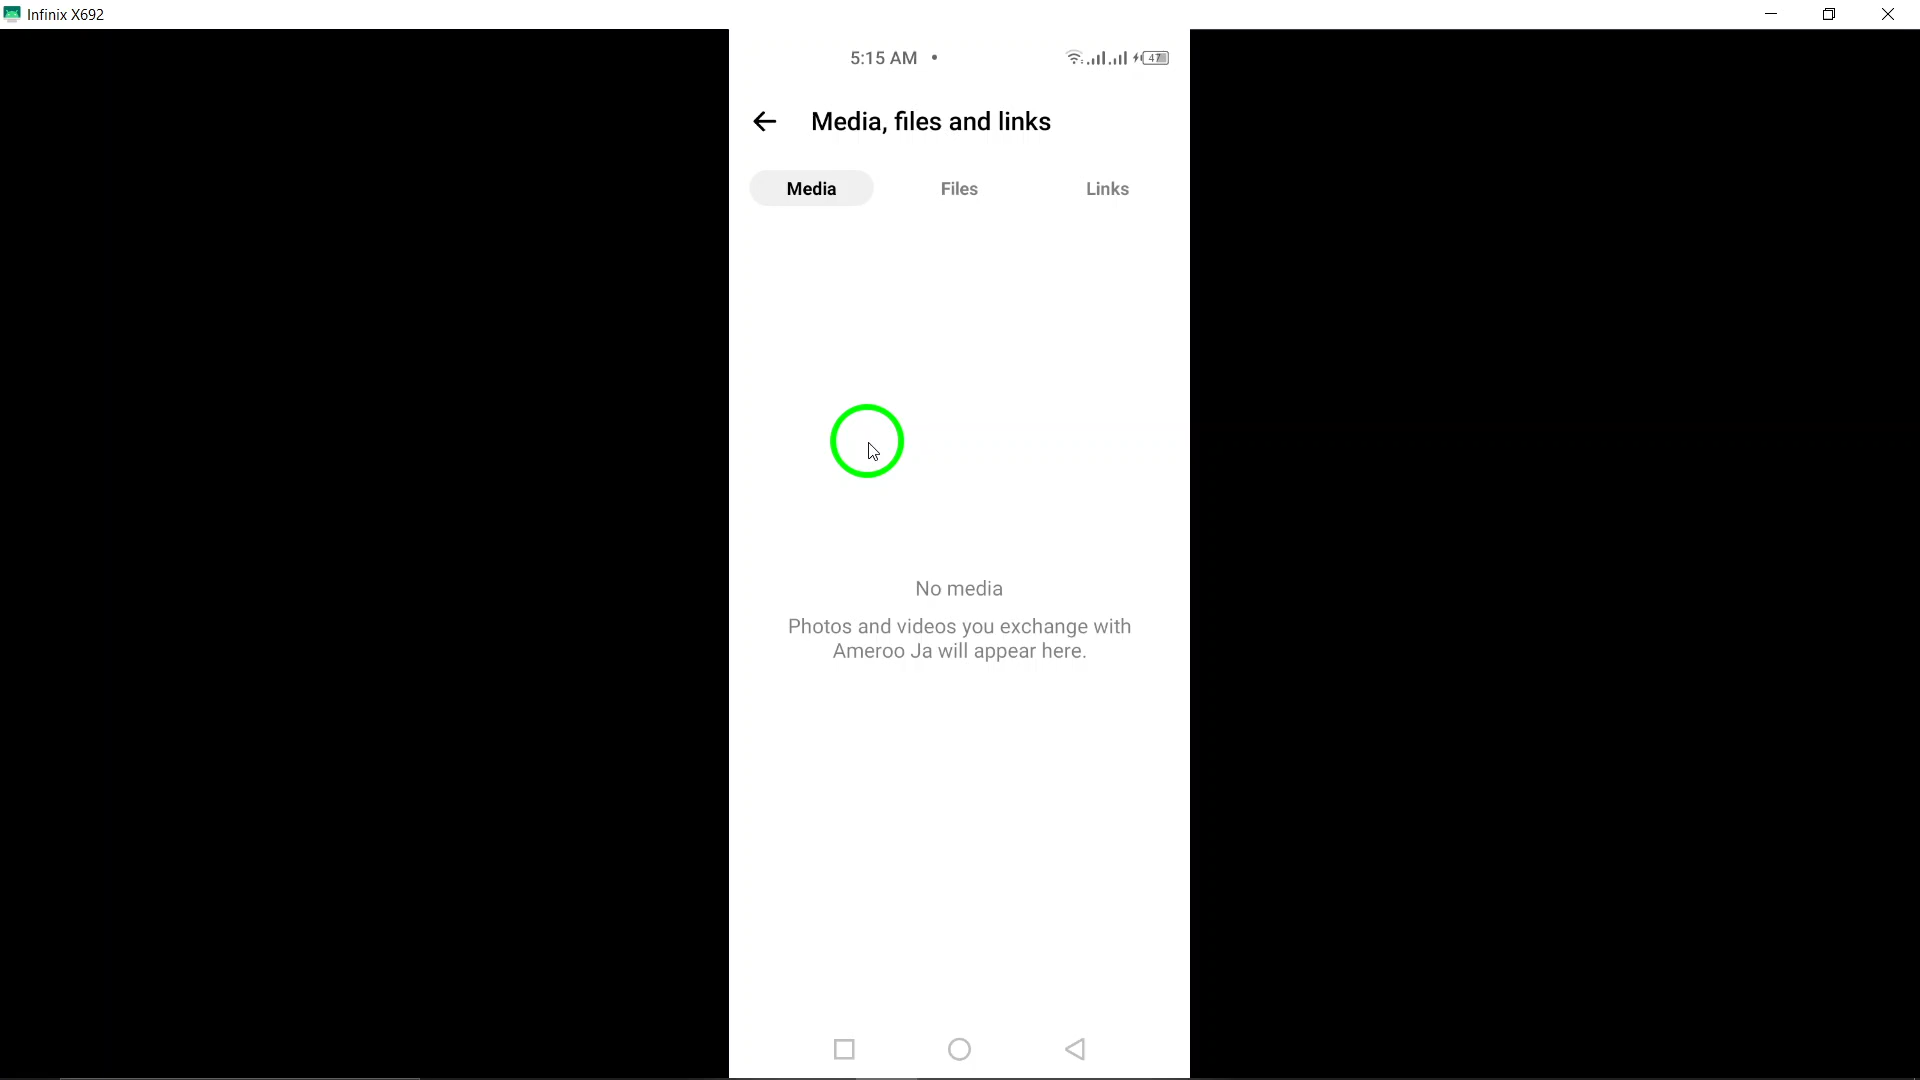 Infinix X692
5:15 AM
47
Media, files and links
Media
Files
Links
No media
Photos and videos you exchange with
Ameroo Ja will appear here.